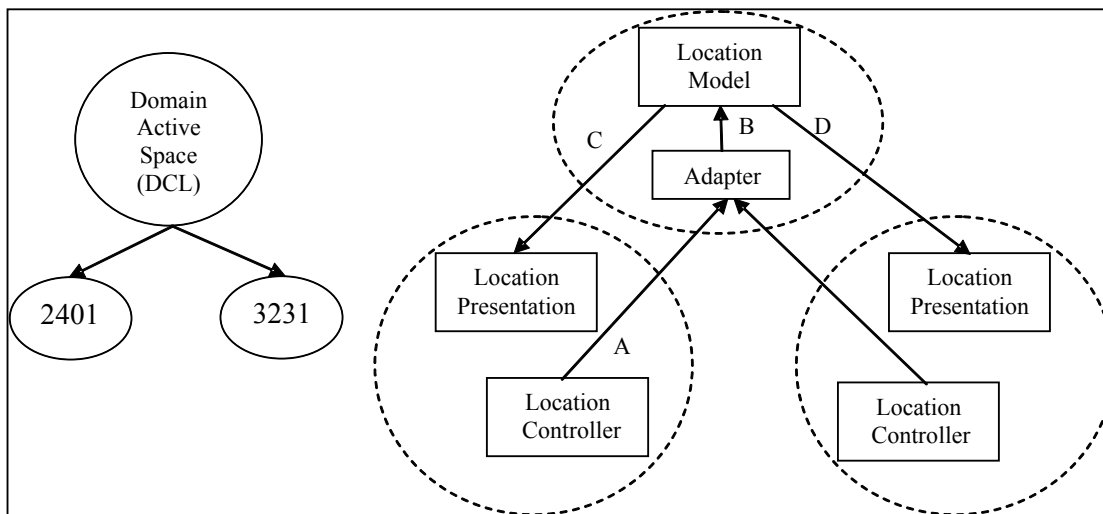 Domain
Active
Space
(DCL)
2401
3231
Location
Model
C
B
D
Adapter
Location
Presentation
Location
Presentation
A
Location
Controller
Location
Controller